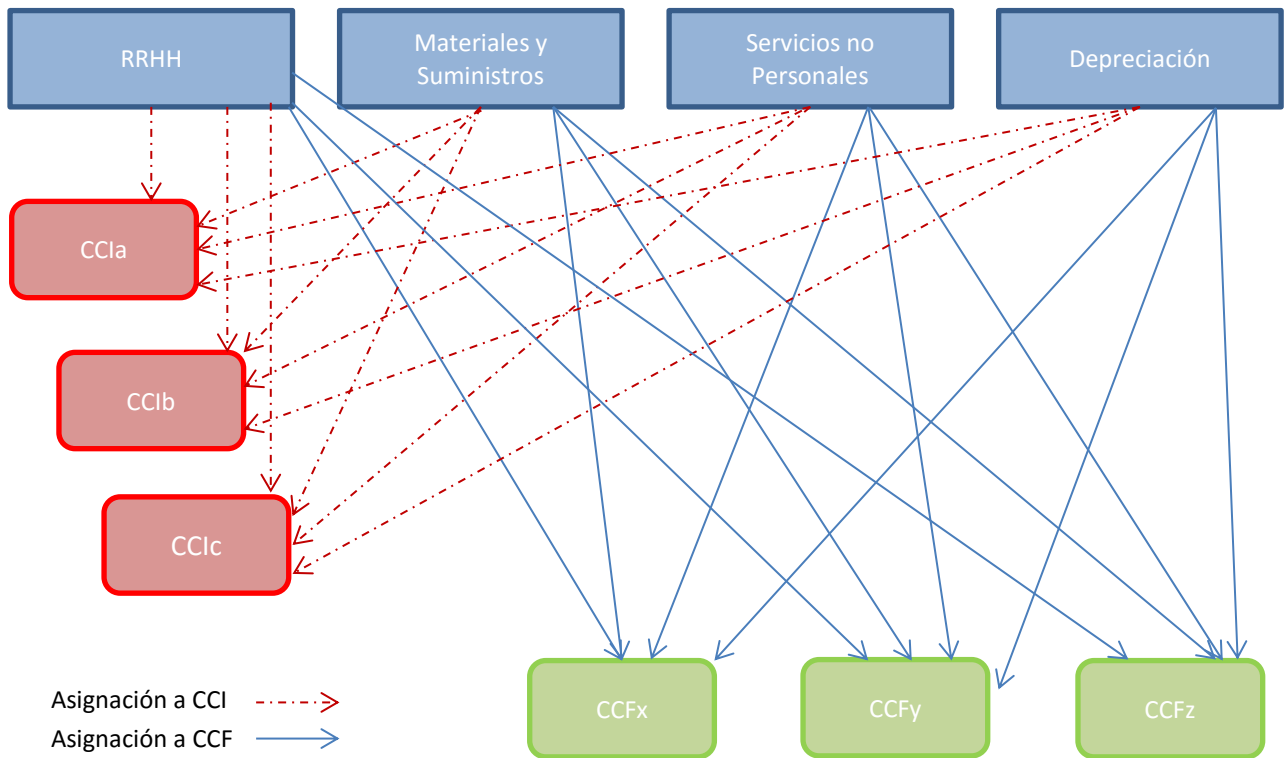 RRHH
Materiales y
Suministros
Servicios no
Personales
Depreciación
CCIa
CCIb
CCIc
CCFx
CCFy
CCFz
Asignación a CCI
Asignación a CCF